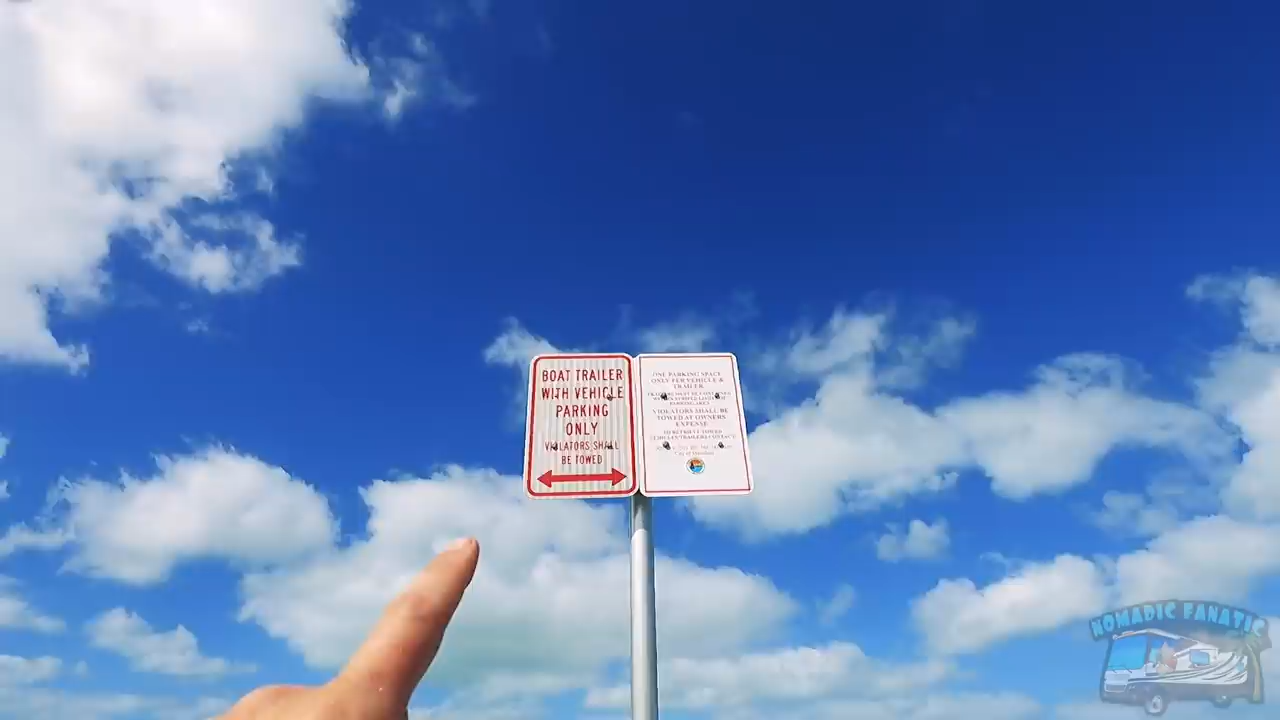 BOAT TRAILER
WITH VEHICLE
PARKING
ONLY
VIOLATORS SHALL
BE TOWED
ONE PARKING SPACE
ONLY PER VEHICLE &
TRAILER
VIOLATORS SHALL BE
TOWED AT OWNERS
EXPENSE
NOMADIC FANATIC